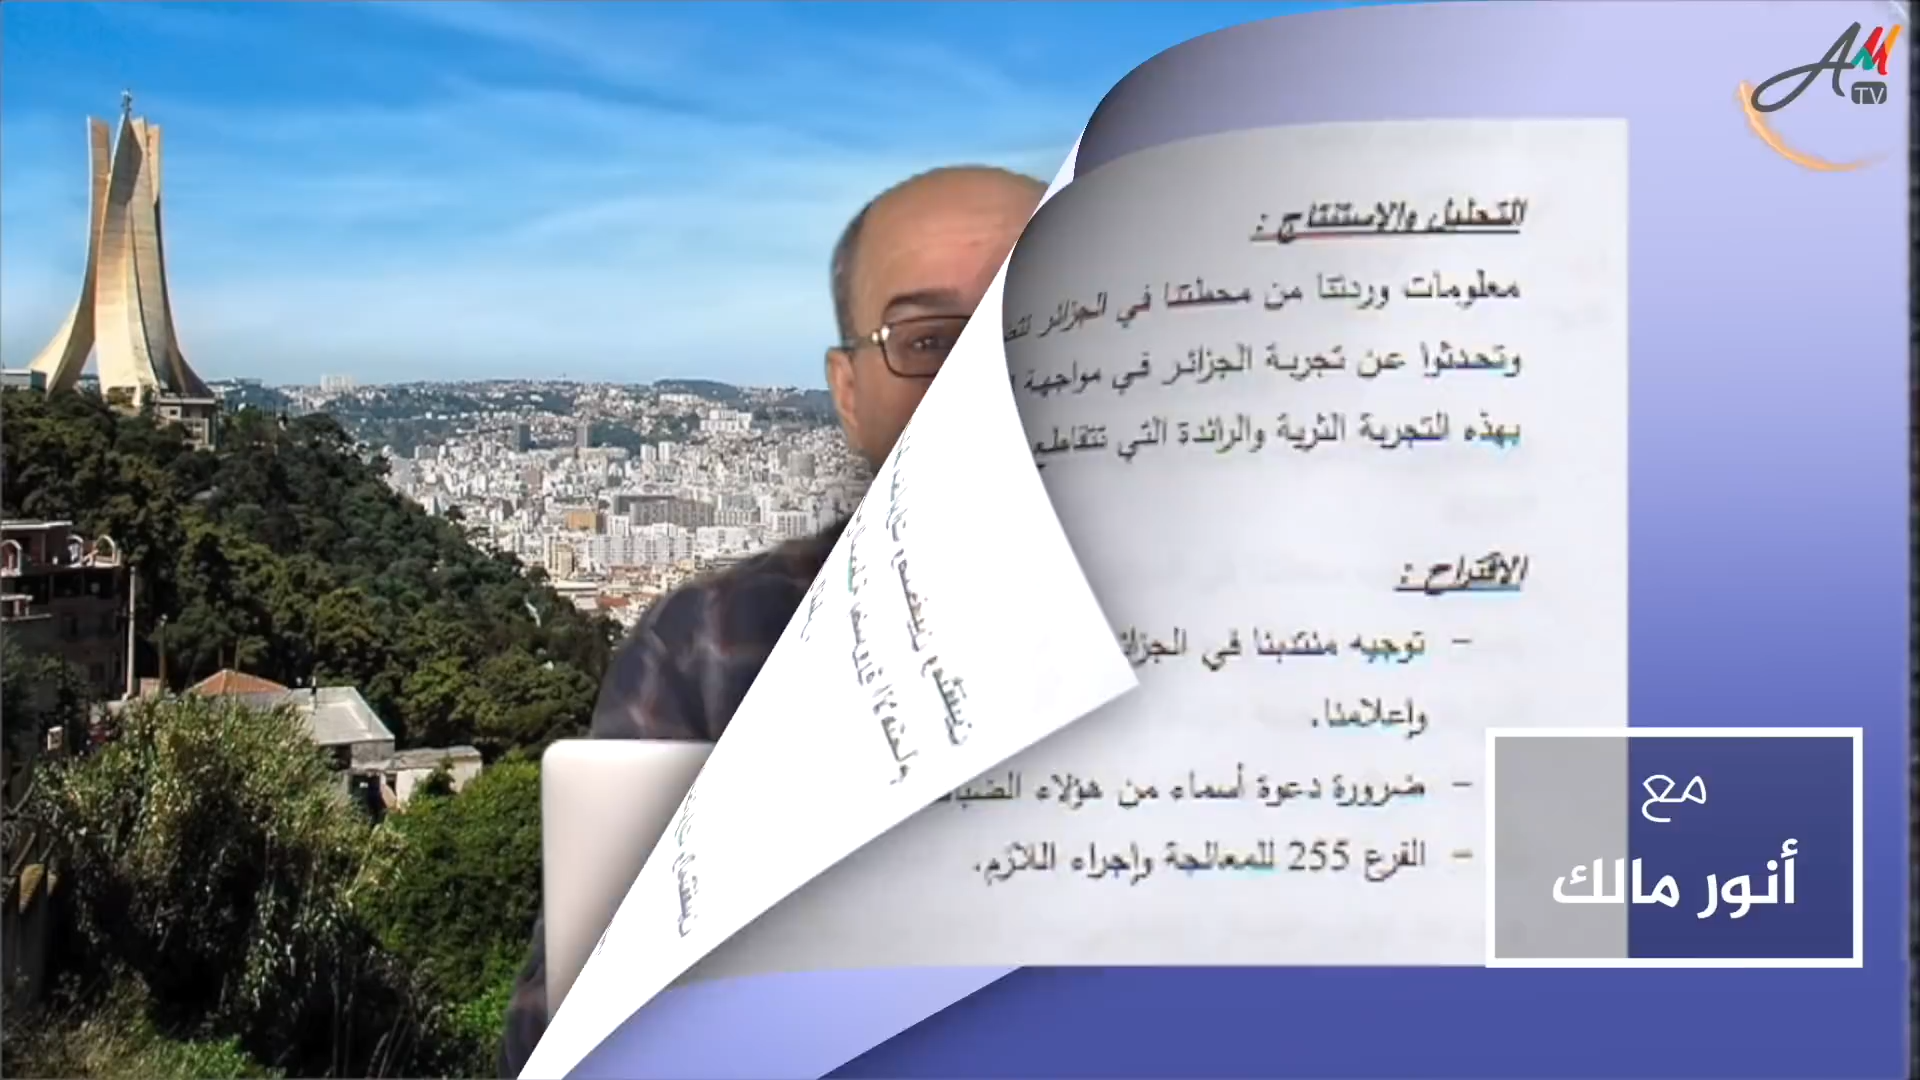 AM
TV
التحليل والاستنتاج :
معلومات وردتنا من محطتنا في الجزائر
وتحدثوا عن تجربة الجزائر في مواجهة
بهذه التجربة الثرية والرائدة التي تتقاطع
الاقتراح :
- توجيه منتدبنا في الجزائر
وإعلامنا.
- ضرورة دعوة أسماء من هؤلاء
- الفرع 255 للمعالجة وإجراء اللازم.
مع
أنور مالك